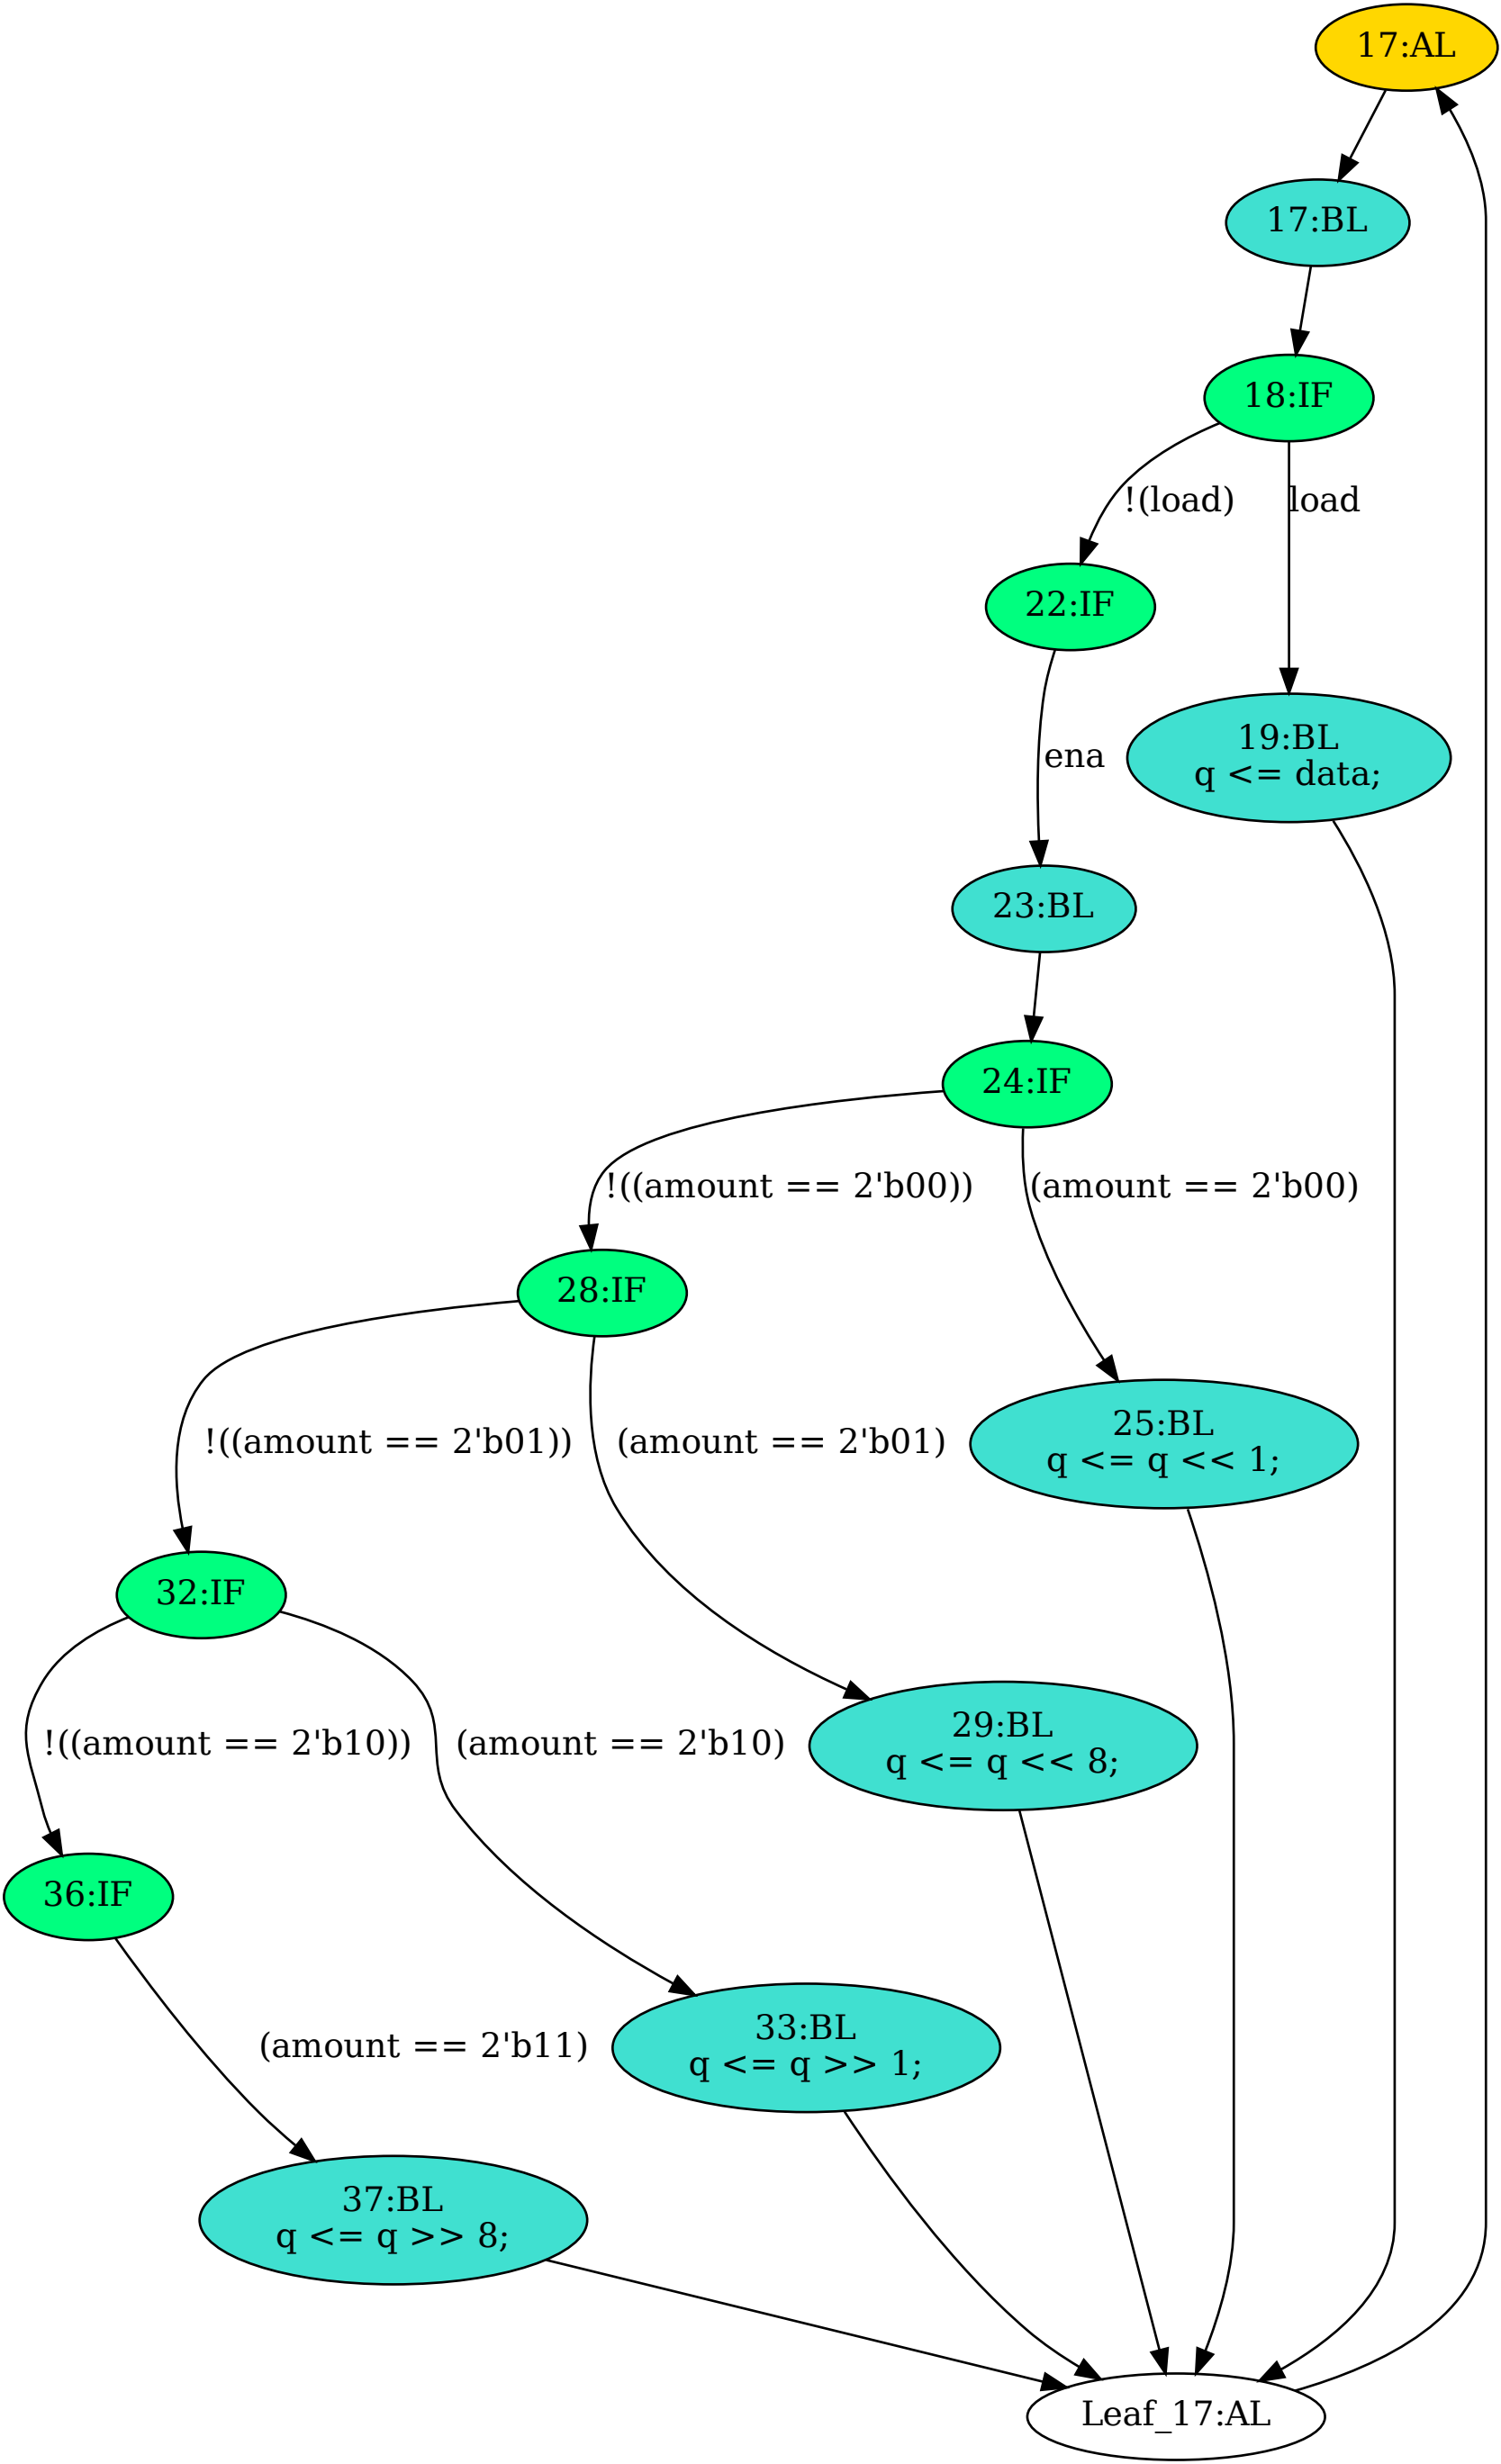 17:AL
17:BL
18:IF
!(load)
load
22:IF
19:BL
q <= data;
ena
23:BL
24:IF
!((amount == 2'b00))
(amount == 2'b00)
28:IF
25:BL
q <= q << 1;
!((amount == 2'b01))
(amount == 2'b01)
32:IF
29:BL
q <= q << 8;
!((amount == 2'b10))
(amount == 2'b10)
36:IF
33:BL
q <= q >> 1;
(amount == 2'b11)
37:BL
q <= q >> 8;
Leaf_17:AL